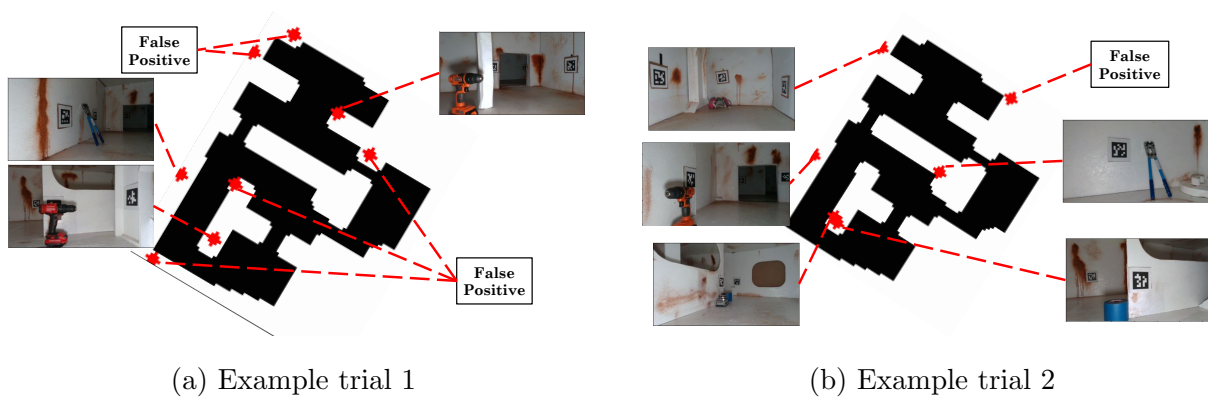 False
Positive
False
Positive
(a) Example trial 1
False
Positive
(b) Example trial 2